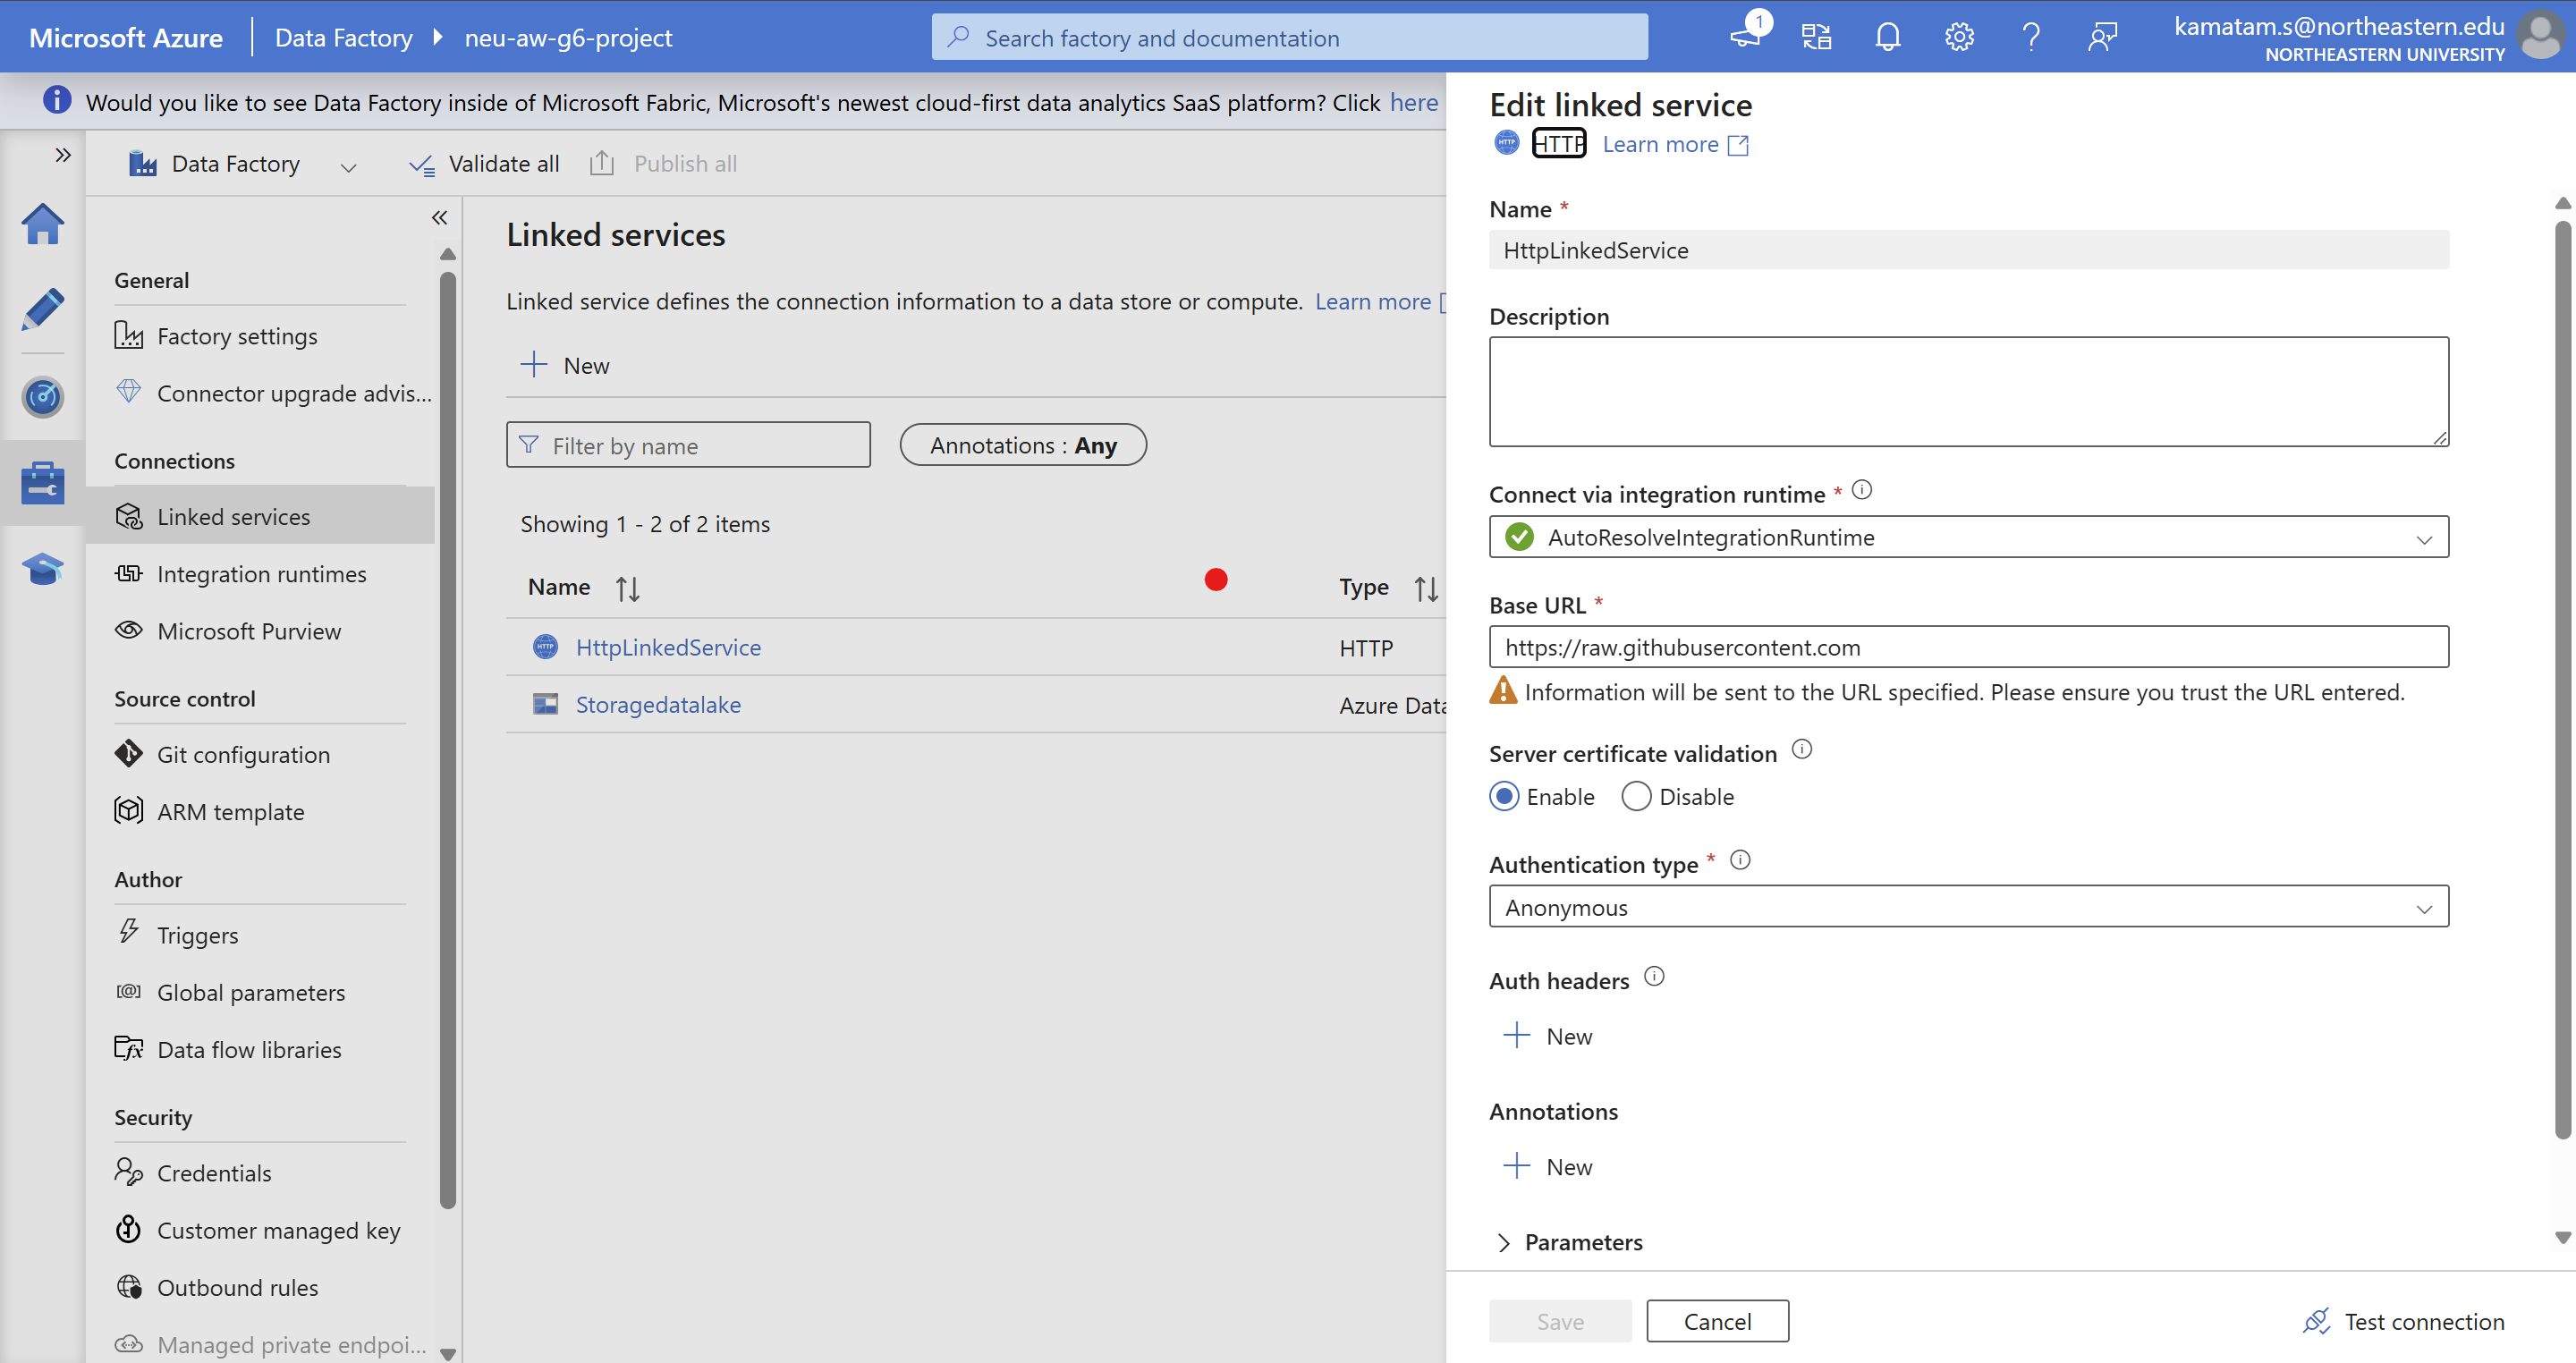 Microsoft Azure
Data Factory
neu-aw-g6-project
Search factory and documentation
1
kamatam.s@northeastern.edu
NORTHEASTERN UNIVERSITY
Would you like to see Data Factory inside of Microsoft Fabric, Microsoft's newest cloud-first data analytics SaaS platform? Click here
Data Factory
Validate all
Publish all
General
Factory settings
Connector upgrade advis...
Connections
Linked services
Integration runtimes
Microsoft Purview
Source control
Git configuration
ARM template
Author
Triggers
Global parameters
Data flow libraries
Security
Credentials
Customer managed key
Outbound rules
Managed private endpoi...
Linked services
Linked service defines the connection information to a data store or compute. Learn more
New
Filter by name
Annotations : Any
Showing 1 - 2 of 2 items
Name
Type
HTTP
HttpLinkedService
HTTP
Storagedatalake
Azure Data
Edit linked service
HTTP
HTTP
Learn more
Name *
HttpLinkedService
Description
Connect via integration runtime *
AutoResolveIntegrationRuntime
Base URL *
https://raw.githubusercontent.com
Information will be sent to the URL specified. Please ensure you trust the URL entered.
Server certificate validation
Enable
Disable
Authentication type *
Anonymous
Auth headers
New
Annotations
New
Parameters
Save
Cancel
Test connection